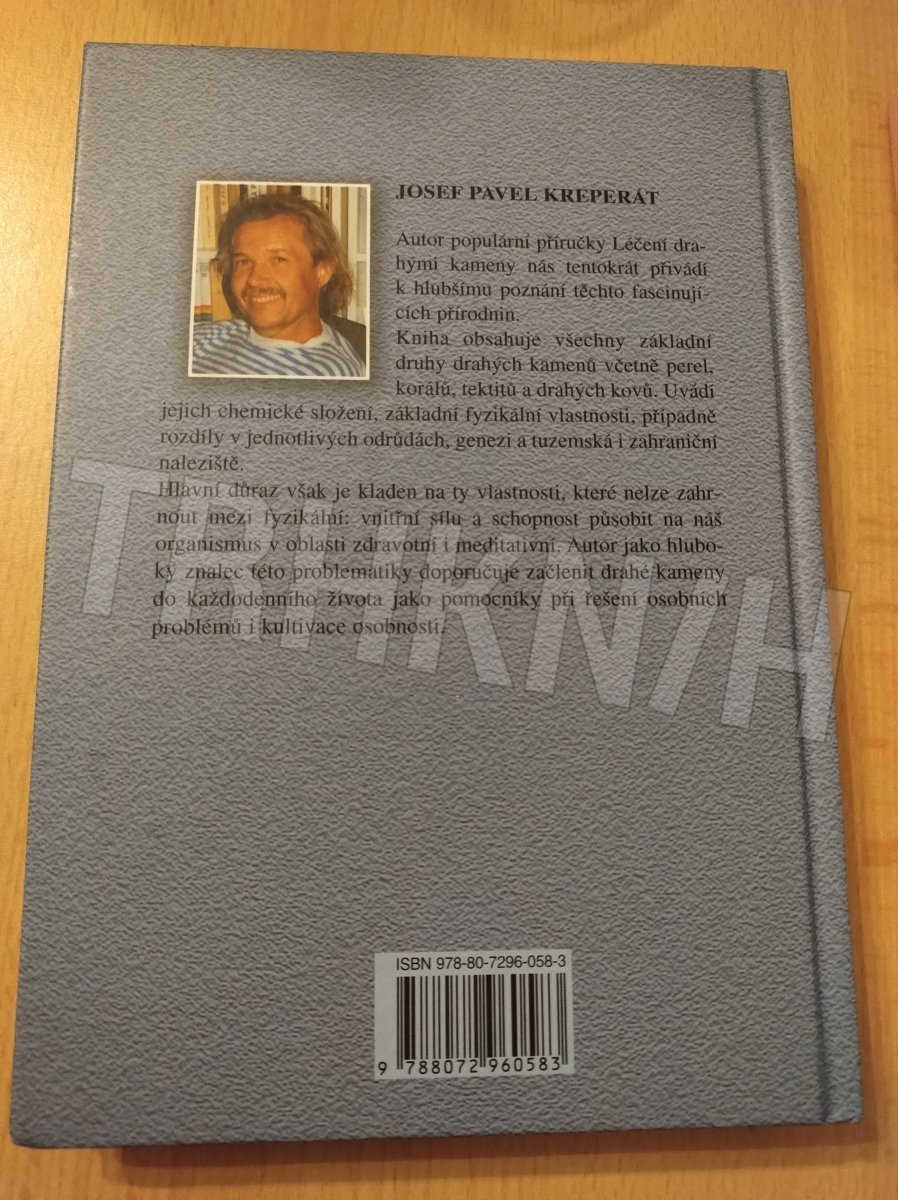 JOSEF PAVEL KREPERÁT
Autor populární příručky Léčení dra-
hými kameny nás tentokrát přivádí
k hlubšímu poznání těchto fascinují-
cích přírodnin.
Kniha obsahuje všechny základní
druhy drahých kamenů včetně perel,
korálů, tektitů a drahých kovů. Uvádí
jejich chemické složení, základní fyzikální vlastnosti, případně
rozdíly v jednotlivých odrůdách, genezi a tuzemská i zahraniční
naleziště.
Hlavní důraz však je kladen na ty vlastnosti, které nelze zahr-
nout mezi fyzikální: vnitřní sílu a schopnost působit na náš
organismus v oblasti zdravotní i meditativní. Autor jako hlubo-
ký znalec této problematiky doporučuje začlenit drahé kameny
do každodenního života jako pomocníky při řešení osobních
problémů i kultivace osobnosti.
TRHKNIH
ISBN 978-80-7296-058-3
9 788072 960583